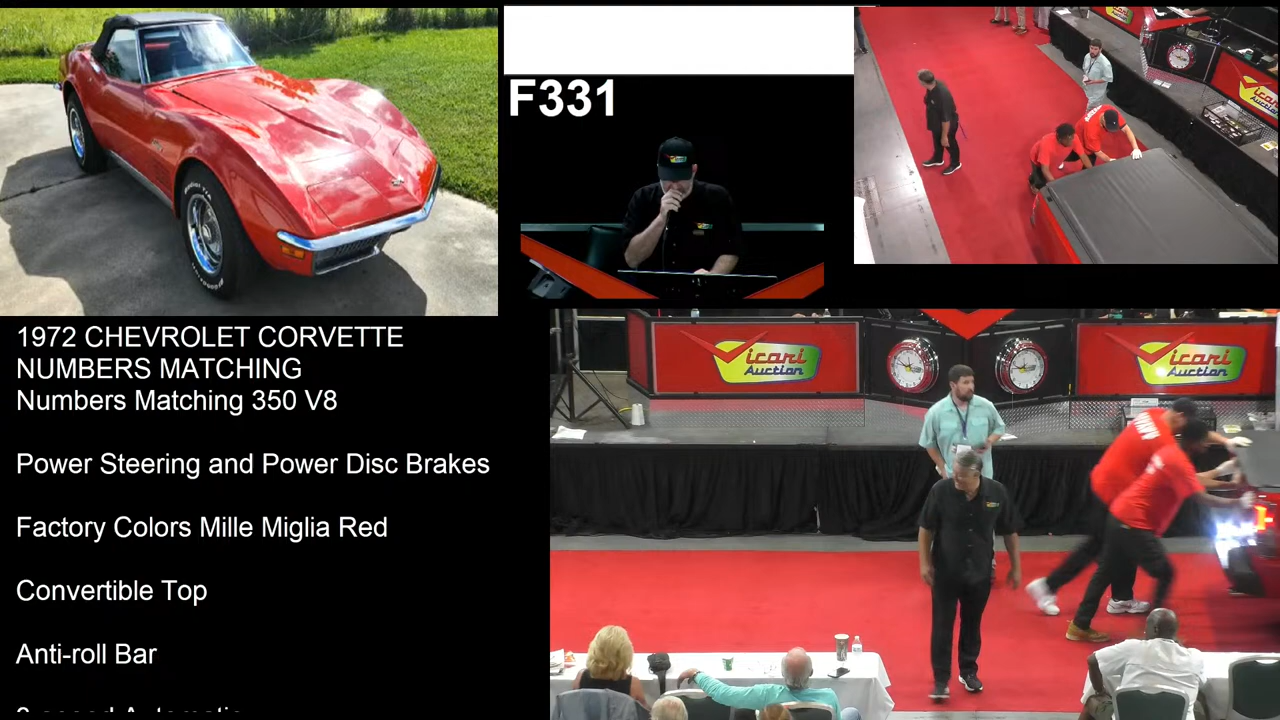 F331
1972 CHEVROLET CORVETTE
NUMBERS MATCHING
Numbers Matching 350 V8
Power Steering and Power Disc Brakes
Factory Colors Mille Miglia Red
Convertible Top
Anti-roll Bar
Vicari
Auction
Vicari
Auction